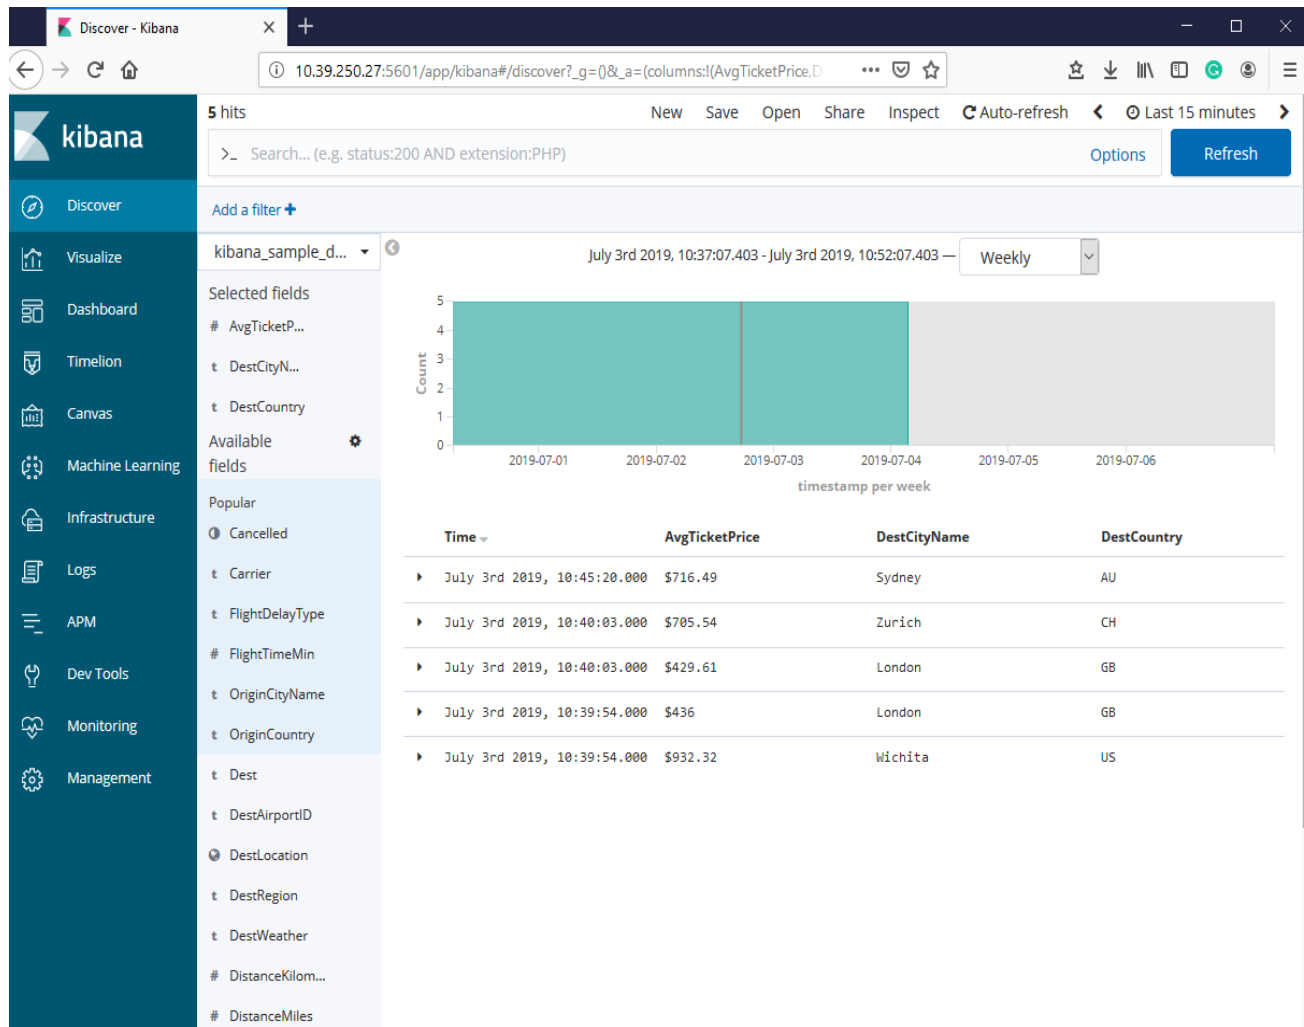 Discover - Kibana
10.39.250.27:5601/app/kibana#/discover?_g=()&_a=(columns:!(AvgTicketPrice,D
kibana
Discover
Visualize
Dashboard
Timelion
Canvas
Machine Learning
Infrastructure
Logs
APM
Dev Tools
Monitoring
Management
5 hits
New Save Open Share Inspect Auto-refresh Last 15 minutes
>_ Search... (e.g. status:200 AND extension:PHP) Options Refresh
Add a filter +
kibana_sample_d...
Selected fields
# AvgTicketP...
t DestCityN...
t DestCountry
Available
fields
Popular
Cancelled
t Carrier
t FlightDelayType
# FlightTimeMin
t OriginCityName
t OriginCountry
t Dest
t DestAirportID
DestLocation
t DestRegion
t DestWeather
# DistanceKilom...
# DistanceMiles
July 3rd 2019, 10:37:07.403 - July 3rd 2019, 10:52:07.403 — Weekly
5
4
3
2
1
0
Count
2019-07-01 2019-07-02 2019-07-03 2019-07-04 2019-07-05 2019-07-06
timestamp per week
Time AvgTicketPrice DestCityName DestCountry
July 3rd 2019, 10:45:20.000 $716.49 Sydney AU
July 3rd 2019, 10:40:03.000 $705.54 Zurich CH
July 3rd 2019, 10:40:03.000 $429.61 London GB
July 3rd 2019, 10:39:54.000 $436 London GB
July 3rd 2019, 10:39:54.000 $932.32 Wichita US